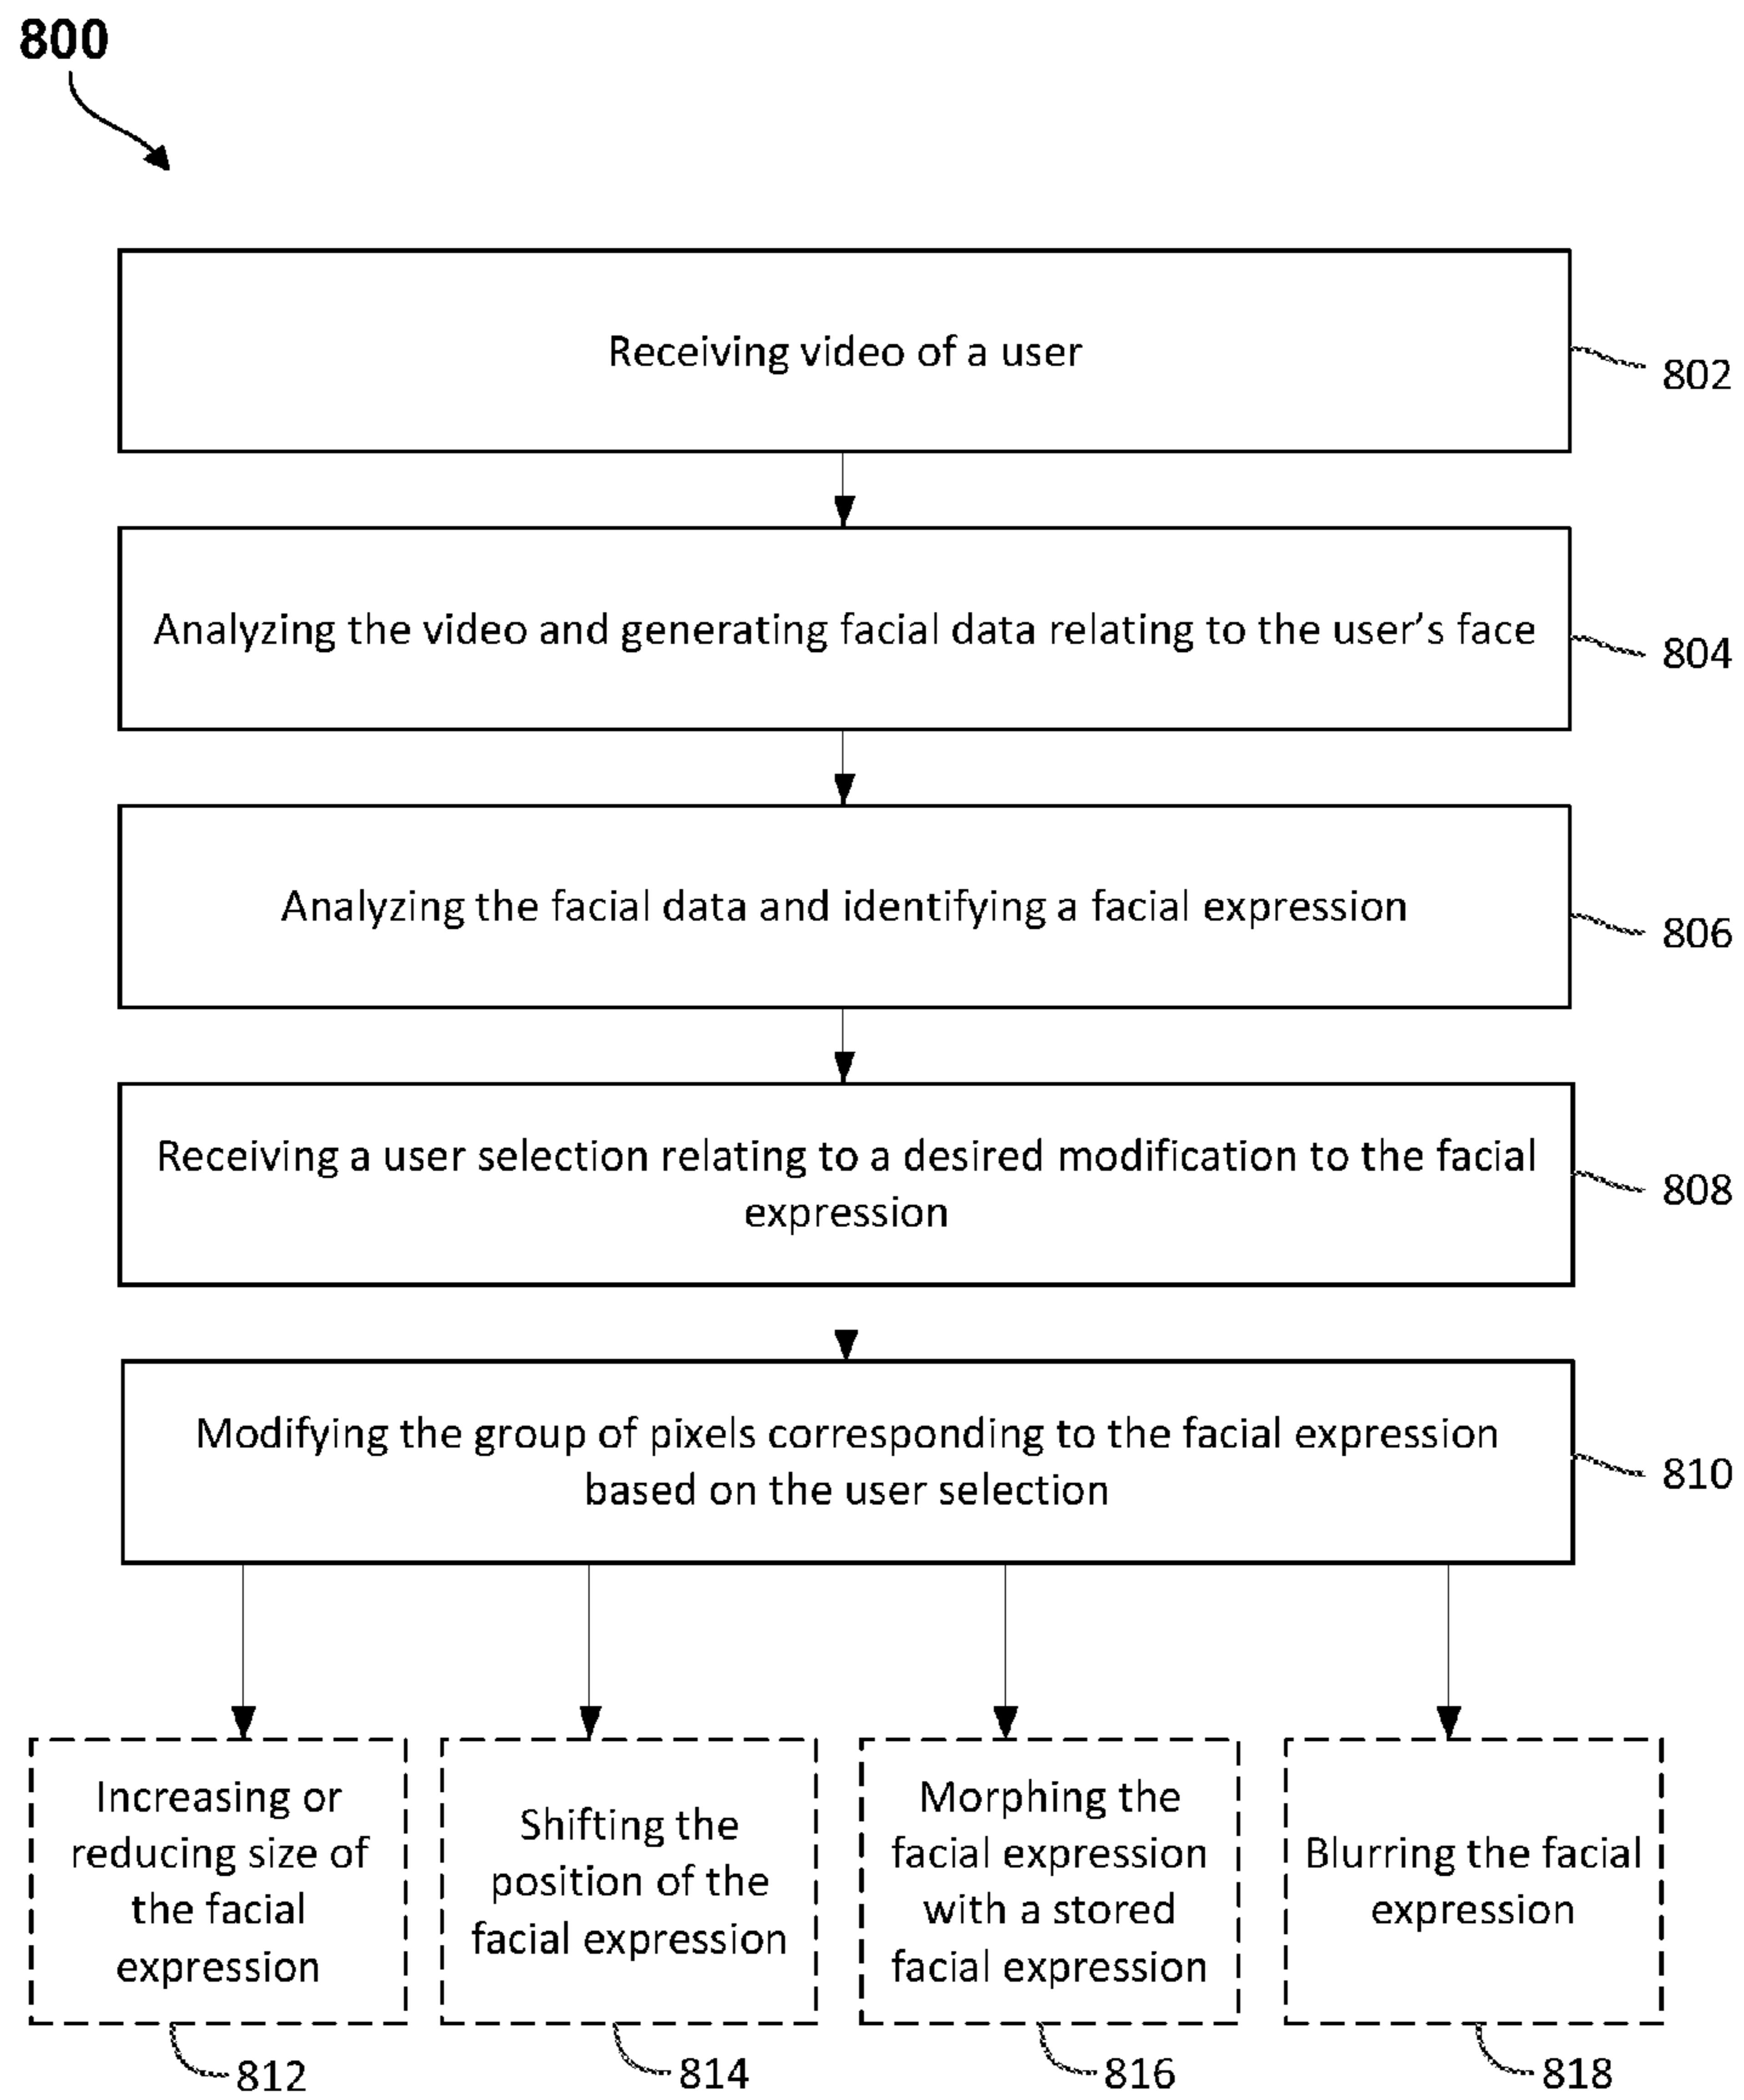 800
Receiving video of a user
802
Analyzing the video and generating facial data relating to the user's face
804
Analyzing the facial data and identifying a facial expression
806
Receiving a user selection relating to a desired modification to the facial
expression
808
Modifying the group of pixels corresponding to the facial expression
based on the user selection
810
Increasing or
reducing size of
the facial
expression
812
Shifting the
position of the
facial expression
814
Morphing the
facial expression
with a stored
facial expression
816
Blurring the facial
expression
818